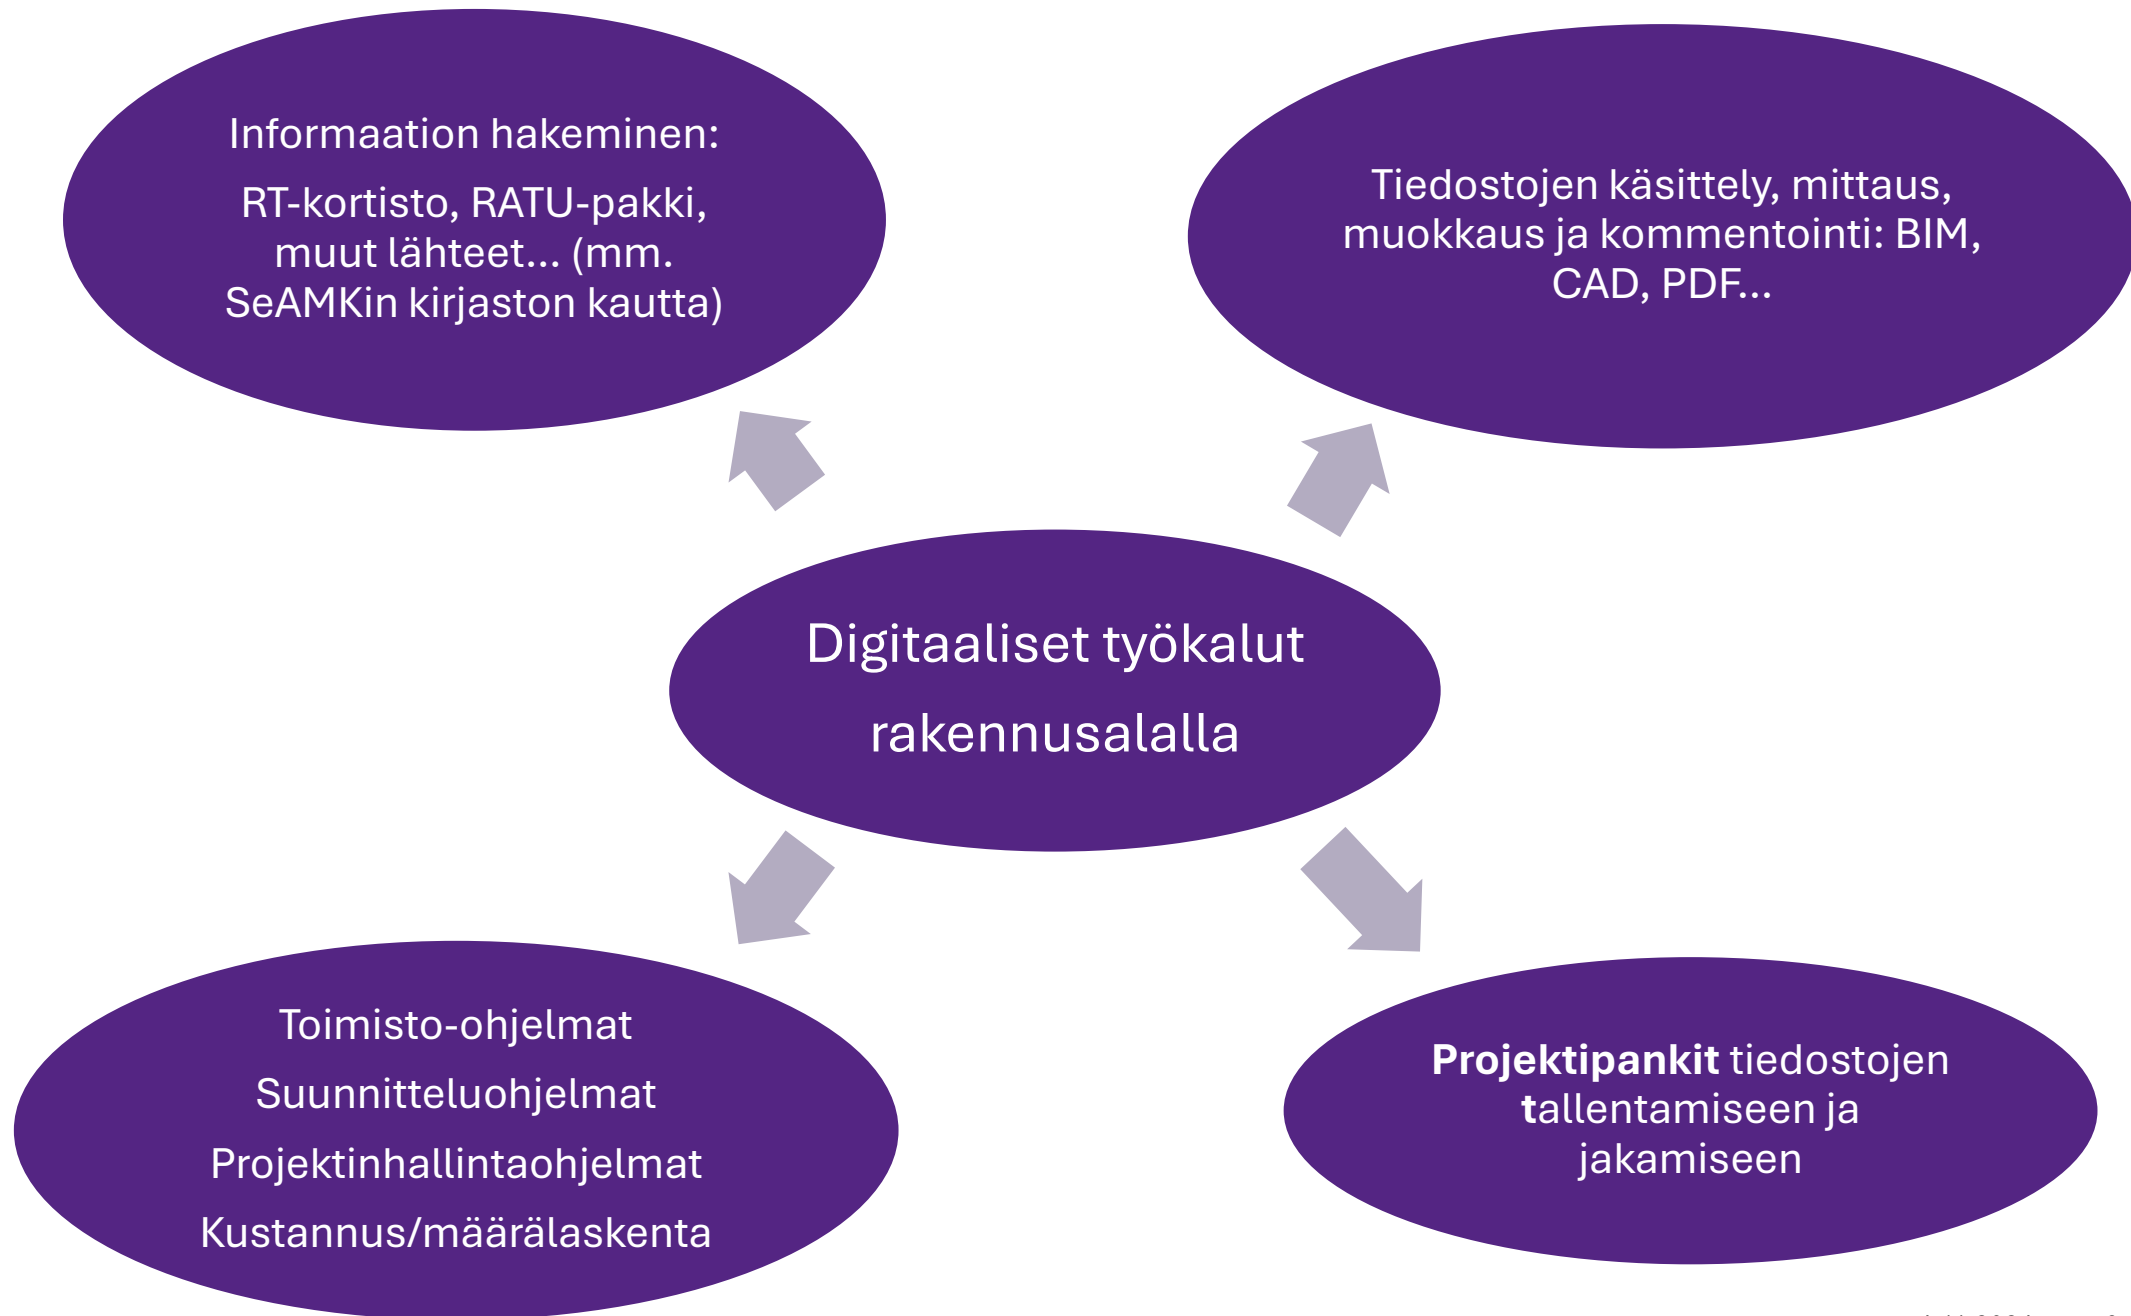 Informaation hakeminen:
RT-kortisto, RATU-pakki,
muut lähteet... (mm.
SeAMKin kirjaston kautta)
Tiedostojen käsittely, mittaus,
muokkaus ja kommentointi: BIM,
CAD, PDF...
Digitaaliset työkalut
rakennusalalla
Toimisto-ohjelmat
Suunnitteluohjelmat
Projektinhallintaohjelmat
Kustannus/määrälaskenta
Projektipankit tiedostojen
tallentamiseen ja
jakamiseen